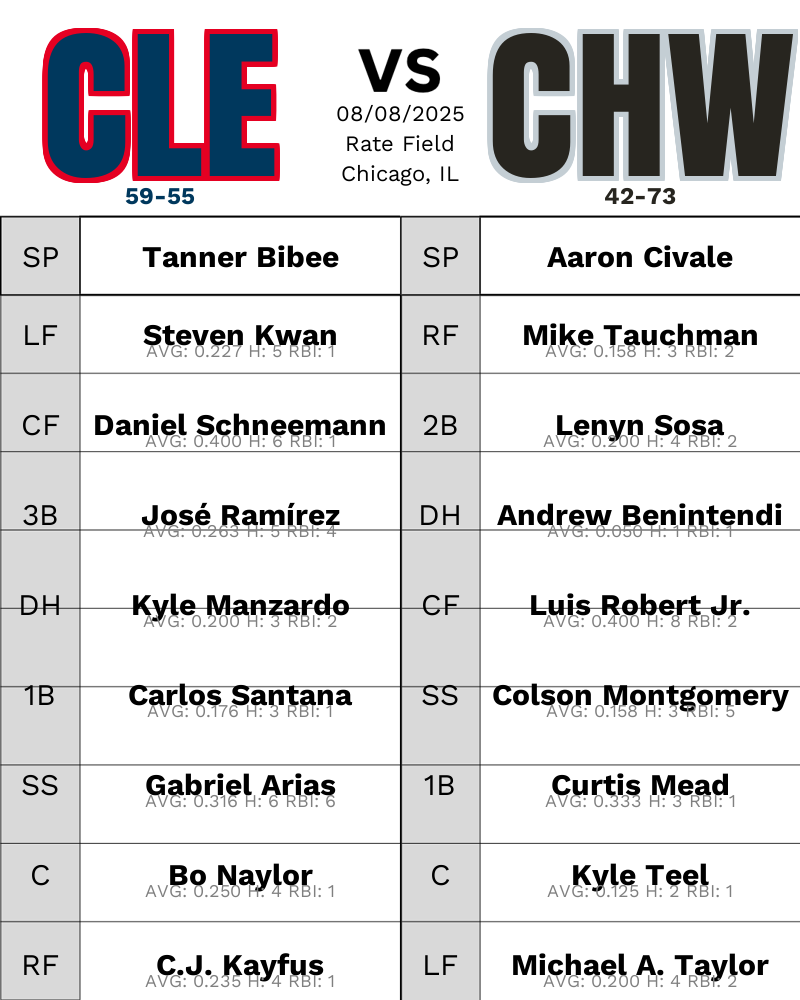 CLE
VS
CHW
08/08/2025
Rate Field
Chicago, IL
59-55
42-73
SP
Tanner Bibee
SP
Aaron Civale
LF
Steven Kwan
AVG: 0.227 H: 5 RBI: 1
RF
Mike Tauchman
AVG: 0.158 H: 3 RBI: 2
CF
Daniel Schneemann
AVG: 0.400 H: 6 RBI: 1
2B
Lenyn Sosa
AVG: 0.200 H: 4 RBI: 2
3B
José Ramírez
AVG: 0.263 H: 5 RBI: 4
DH
Andrew Benintendi
AVG: 0.050 H: 1 RBI: 1
DH
Kyle Manzardo
AVG: 0.200 H: 3 RBI: 2
CF
Luis Robert Jr.
AVG: 0.400 H: 8 RBI: 2
1B
Carlos Santana
AVG: 0.176 H: 3 RBI: 1
SS
Colson Montgomery
AVG: 0.158 H: 3 RBI: 5
SS
Gabriel Arias
AVG: 0.316 H: 6 RBI: 6
1B
Curtis Mead
AVG: 0.333 H: 3 RBI: 1
C
Bo Naylor
AVG: 0.250 H: 4 RBI: 1
C
Kyle Teel
AVG: 0.125 H: 2 RBI: 1
RF
C.J. Kayfus
AVG: 0.235 H: 4 RBI: 1
LF
Michael A. Taylor
AVG: 0.200 H: 4 RBI: 2